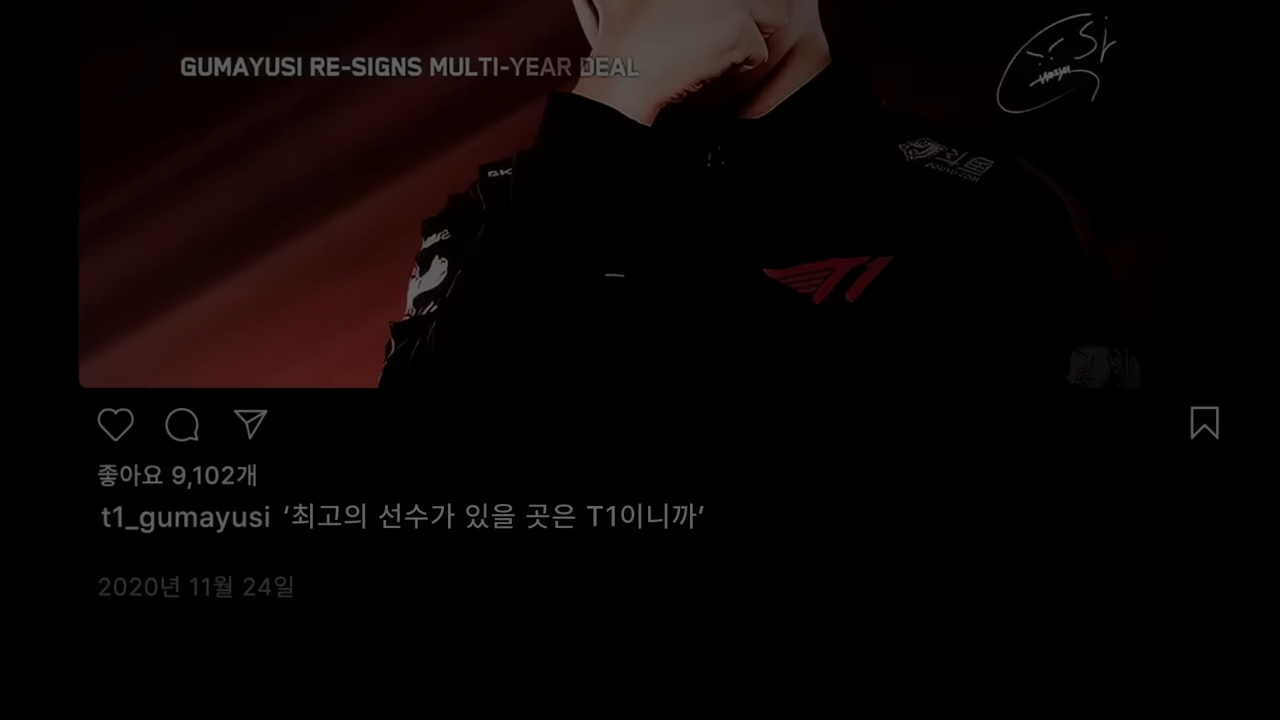 GUMAYUSI RE-SIGNS MULTI-YEAR DEAL
Si
T1
좋아요 9,102개
t1_gumayusi ‘최고의 선수가 있을 곳은 T1이니까’
2020년 11월 24일